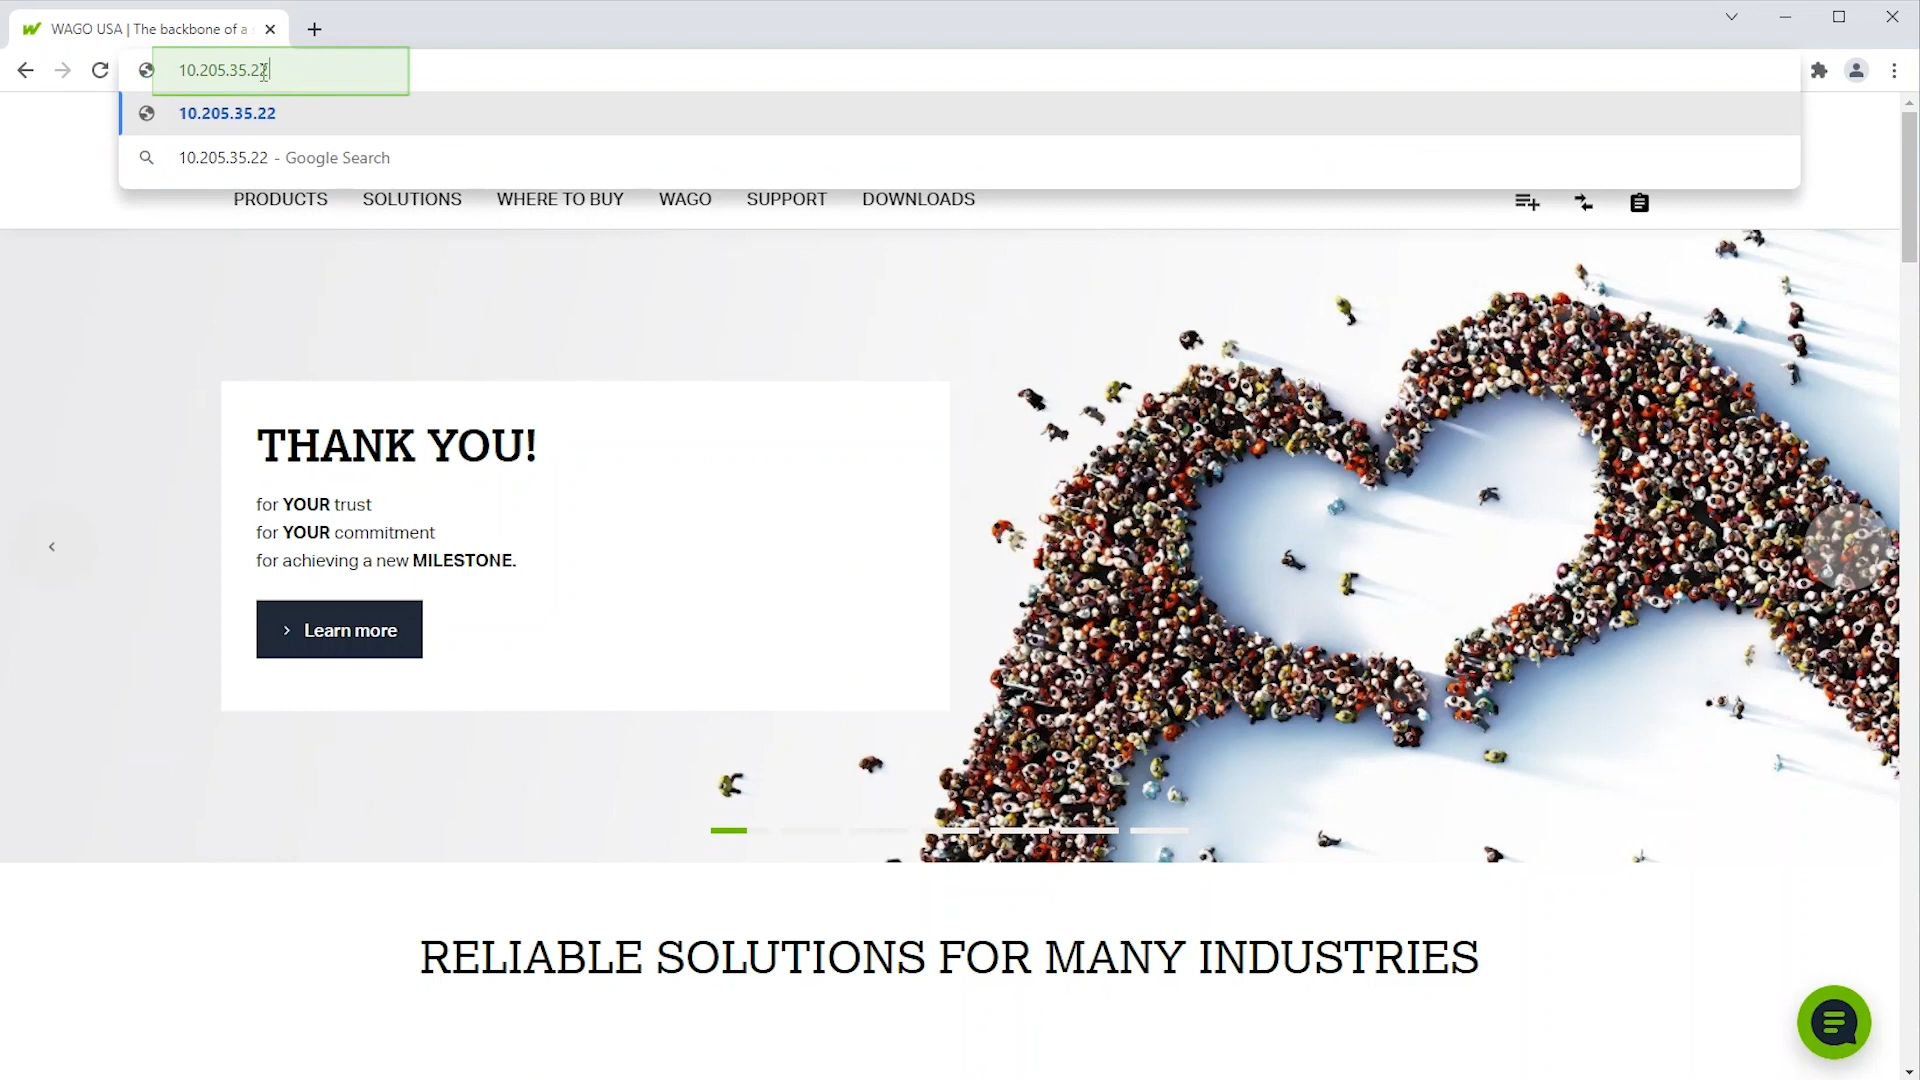 WAGO USA | The backbone of a s
10.205.35.22
10.205.35.22
10.205.35.22 - Google Search
PRODUCTS SOLUTIONS WHERE TO BUY WAGO SUPPORT DOWNLOADS
THANK YOU!
for YOUR trust
for YOUR commitment
for achieving a new MILESTONE.
Learn more
RELIABLE SOLUTIONS FOR MANY INDUSTRIES